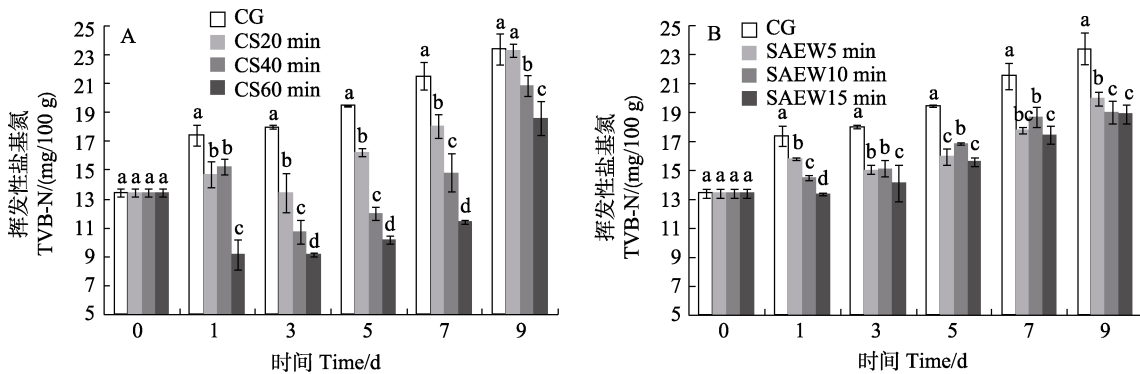 A
CG
CS20 min
CS40 min
CS60 min
25
23
21
19
17
15
13
11
9
7
5
挥发性盐基氮
TVB-N/(mg/100 g)
a a a a
a b b c
a b c d
a b c d
a b c d
a a b c
0 1 3 5 7 9
时间 Time/d
B
CG
SAEW5 min
SAEW10 min
SAEW15 min
25
23
21
19
17
15
13
11
9
7
5
挥发性盐基氮
TVB-N/(mg/100 g)
a a a a
a b c d
a b b c
a c b c
a bc b c
a b c c
0 1 3 5 7 9
时间 Time/d